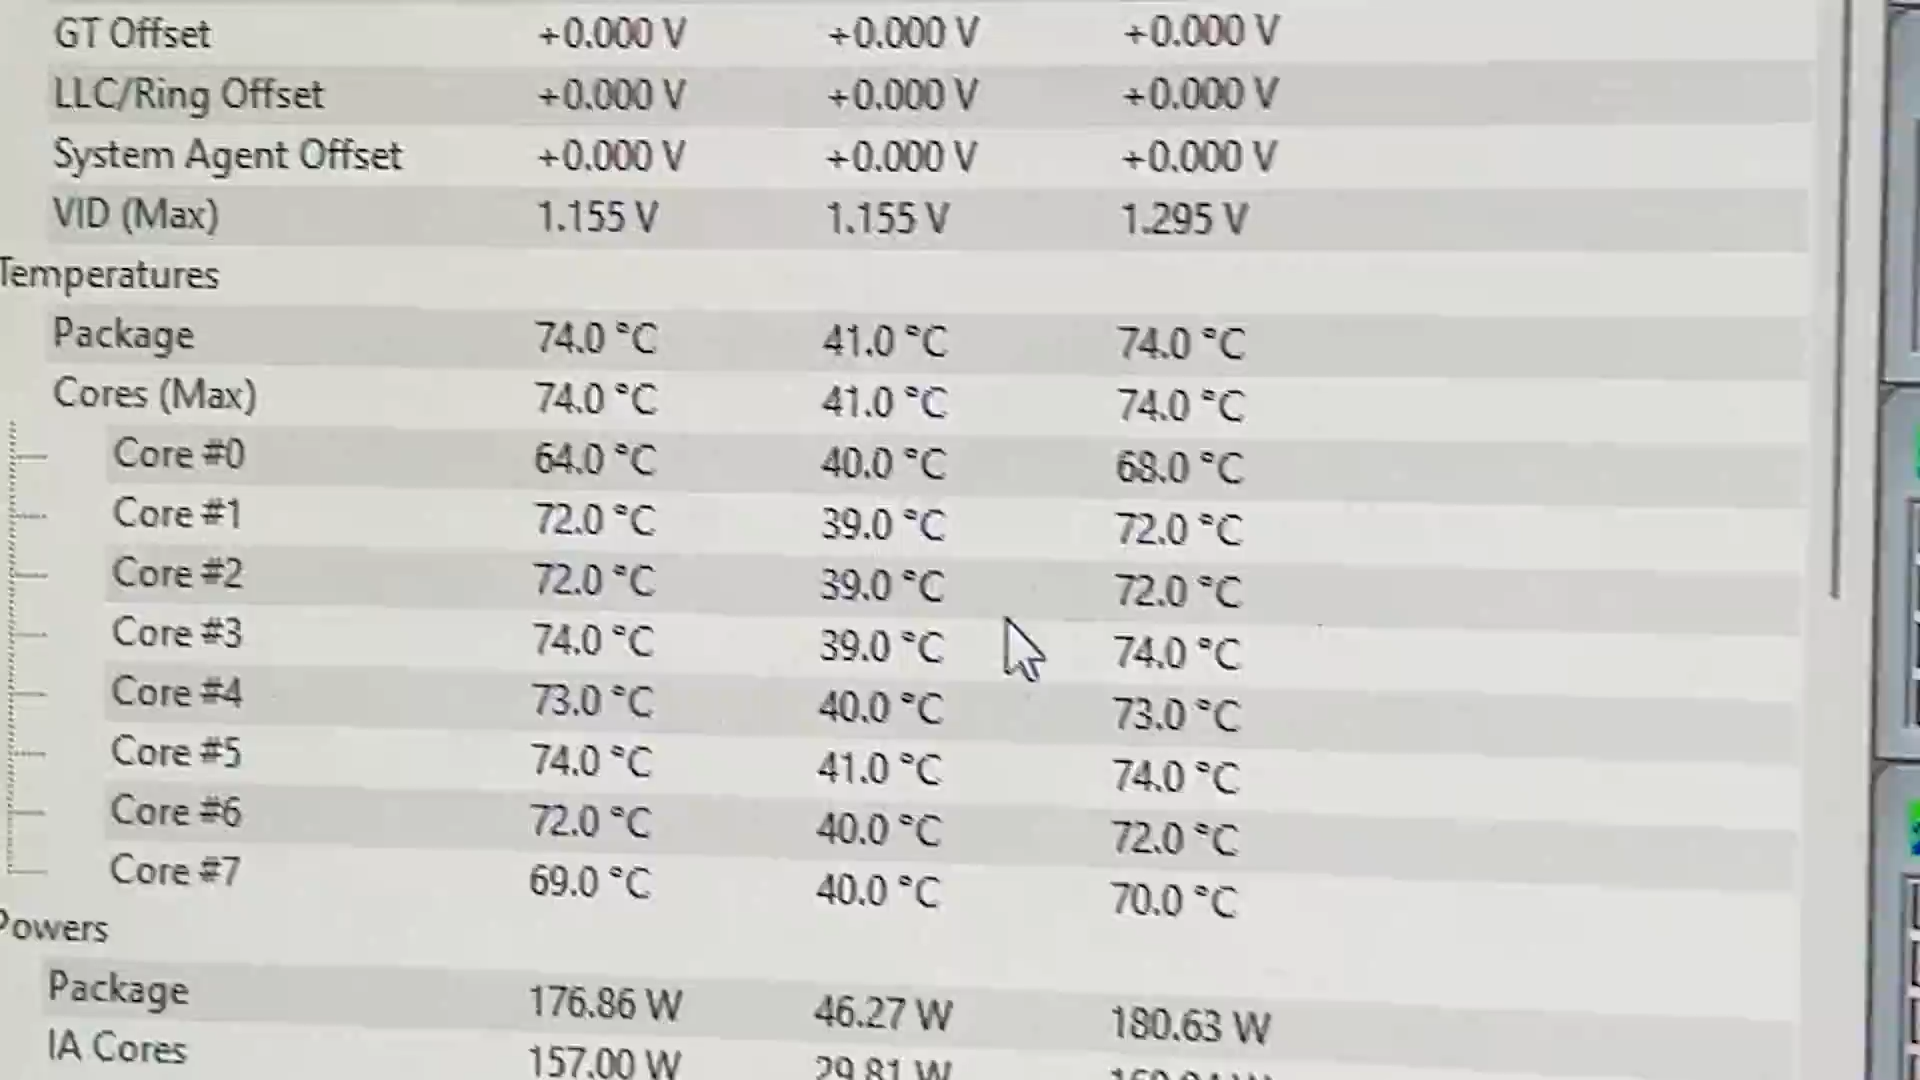 GT Offset +0.000 V +0.000 V +0.000 V
LLC/Ring Offset +0.000 V +0.000 V +0.000 V
System Agent Offset +0.000 V +0.000 V +0.000 V
VID (Max) 1.155 V 1.155 V 1.295 V
Temperatures
Package 74.0 °C 41.0 °C 74.0 °C
Cores (Max) 74.0 °C 41.0 °C 74.0 °C
Core #0 64.0 °C 40.0 °C 68.0 °C
Core #1 72.0 °C 39.0 °C 72.0 °C
Core #2 72.0 °C 39.0 °C 72.0 °C
Core #3 74.0 °C 39.0 °C 74.0 °C
Core #4 73.0 °C 40.0 °C 73.0 °C
Core #5 74.0 °C 41.0 °C 74.0 °C
Core #6 72.0 °C 40.0 °C 72.0 °C
Core #7 69.0 °C 40.0 °C 70.0 °C
Powers
Package 176.86 W 46.27 W 180.63 W
IA Cores 157.00 W 29.81 W